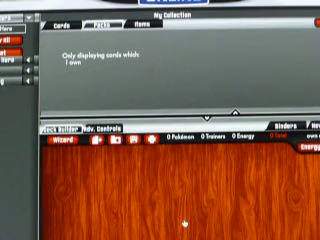 My Collection
Cards Packs Items
Only displaying cards which:
I own
Deck Builder Adv. Controls
Binders
Wizard
0 Pokémon 0 Trainers 0 Energy 0 Total
Energy